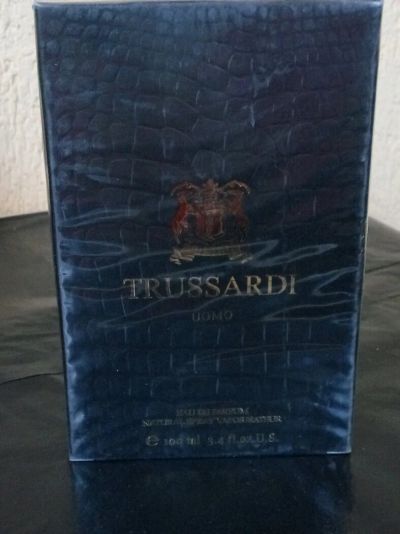 TRUSSARDI
UOMO
EAU DE PARFUM
NATURAL SPRAY VAPORISATEUR
℮ 100 ml 3.4 fl.oz.U.S.